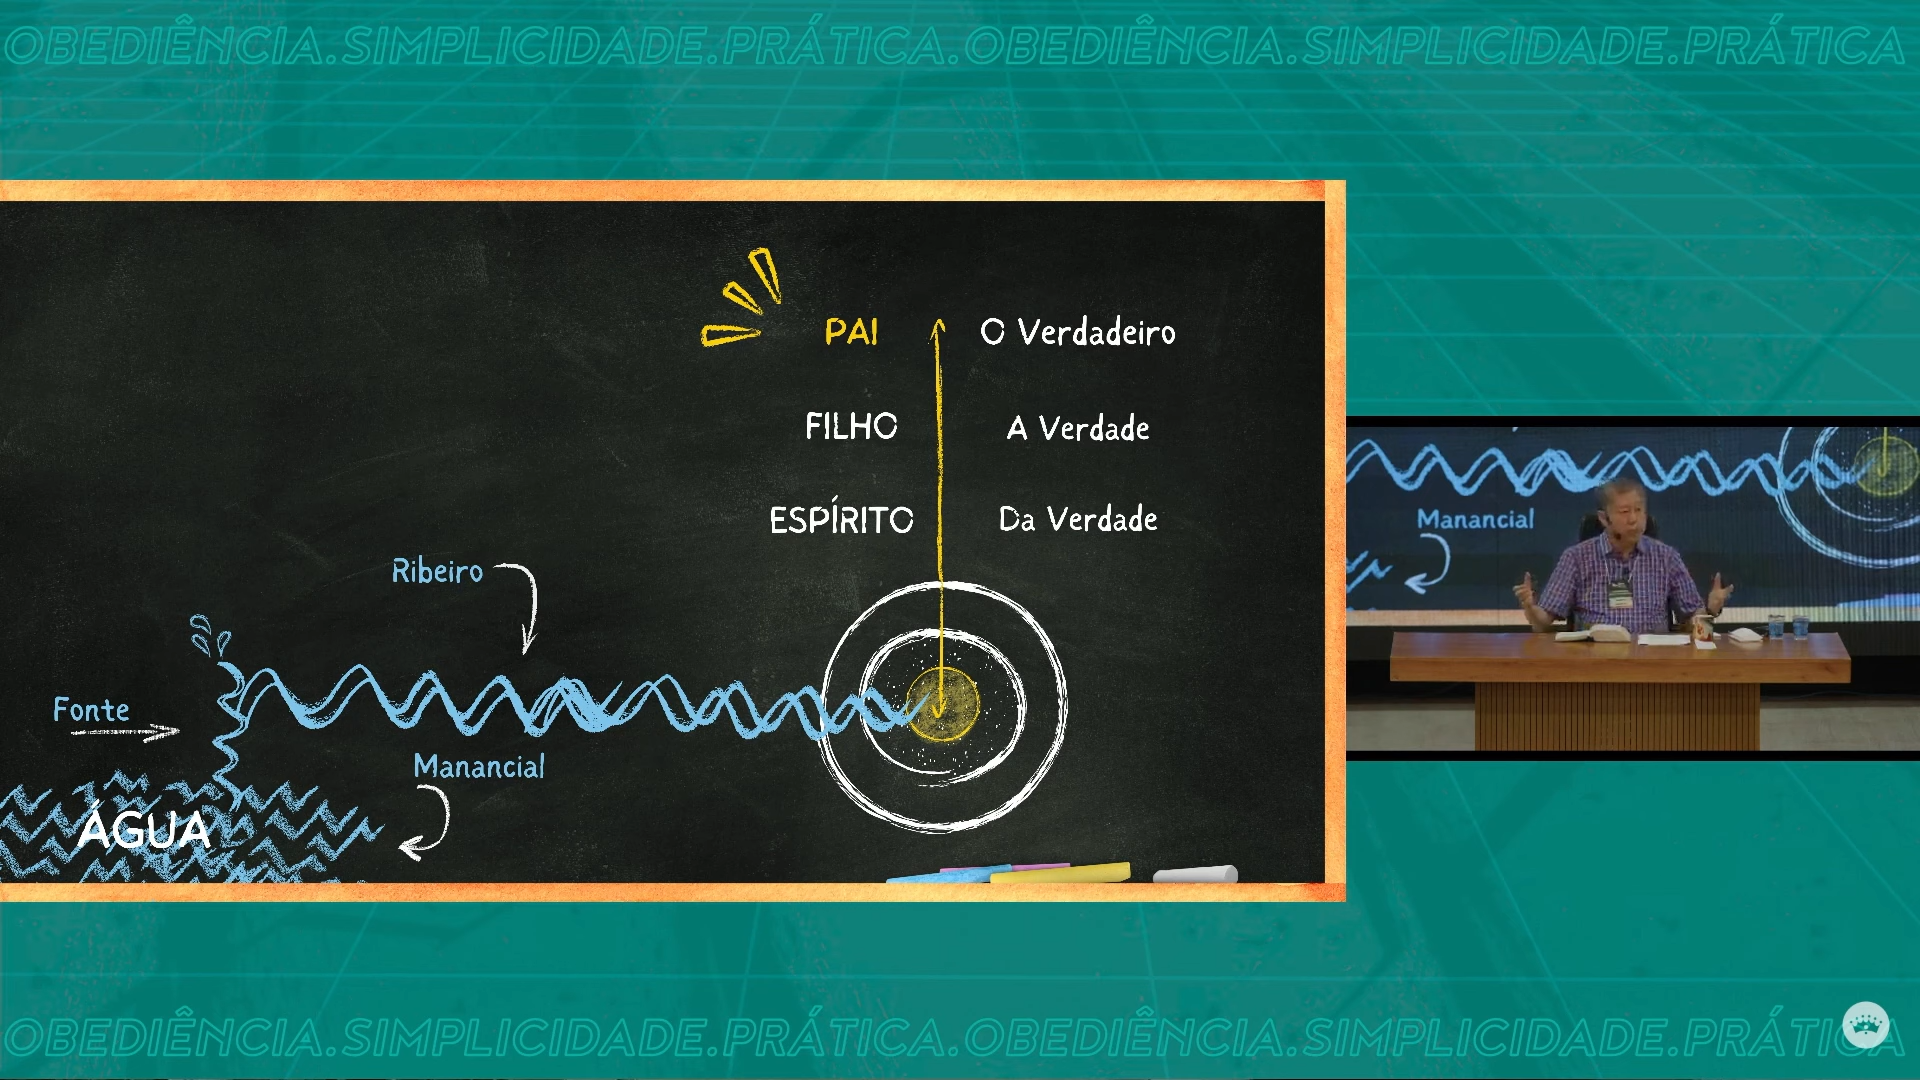 OBEDIÊNCIA.SIMPLICIDADE.PRÁTICA.OBEDIÊNCIA.SIMPLICIDADE.PRÁTICA
PAI O Verdadeiro
FILHO A Verdade
ESPÍRITO Da Verdade
Ribeiro
Fonte
Manancial
ÁGUA
Manancial
OBEDIÊNCIA.SIMPLICIDADE.PRÁTICA.OBEDIÊNCIA.SIMPLICIDADE.PRÁTICA